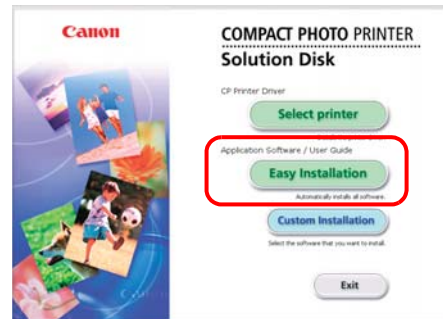 Canon
COMPACT PHOTO PRINTER
Solution Disk
CP Printer Driver
Select printer
Application Software / User Guide
Easy Installation
Automatically installs all software.
Custom Installation
Select the software that you want to install.
Exit